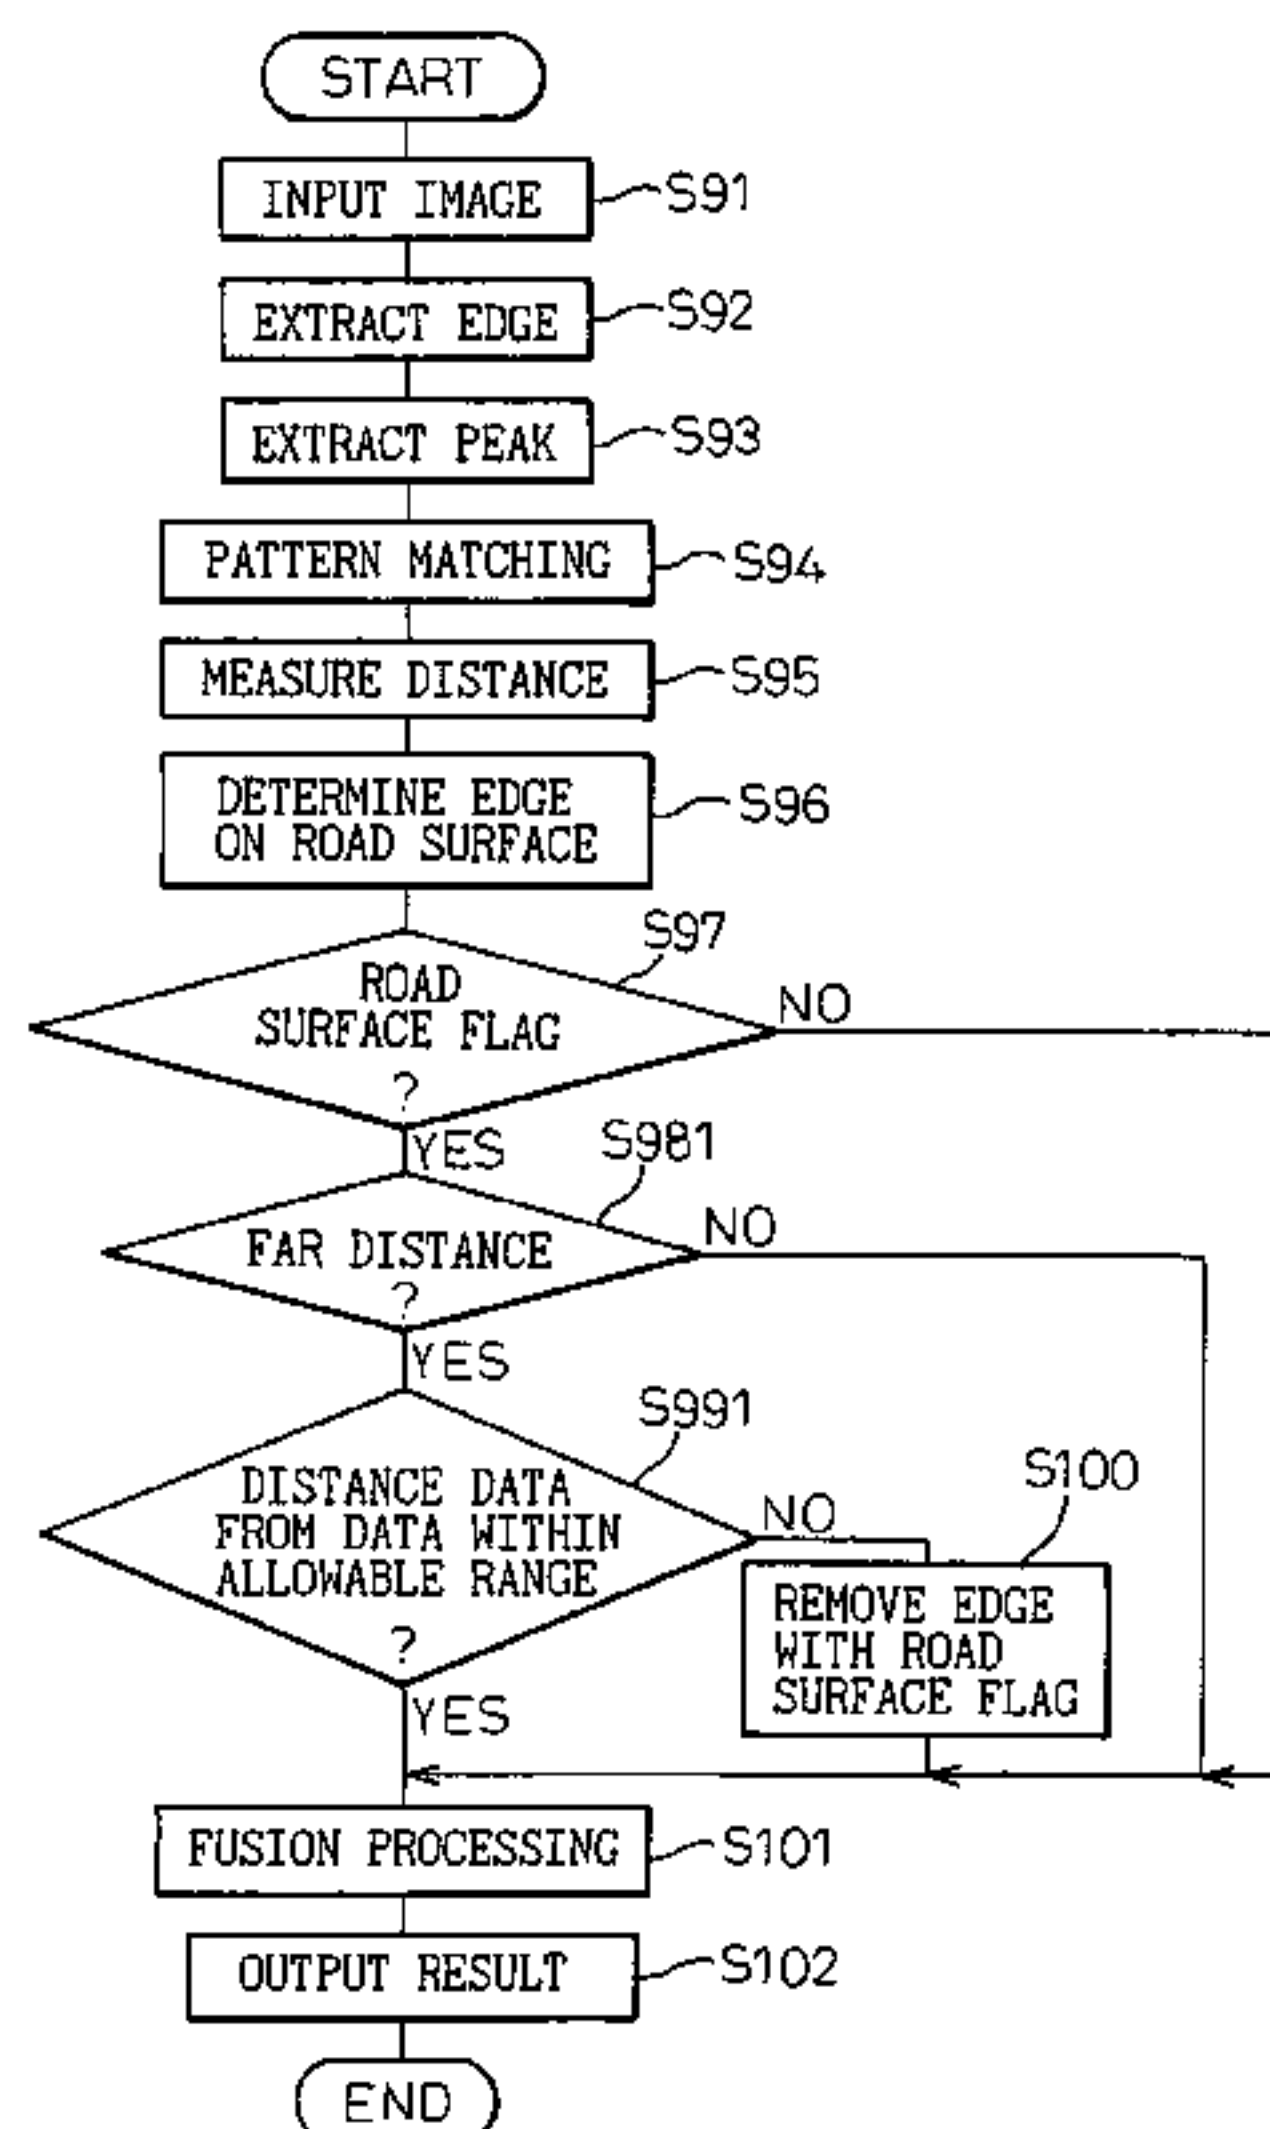 START
INPUT IMAGE
S91
EXTRACT EDGE
S92
EXTRACT PEAK
S93
PATTERN MATCHING
S94
MEASURE DISTANCE
S95
DETERMINE EDGE
ON ROAD SURFACE
S96
S97
ROAD
SURFACE FLAG
?
NO
YES
S981
FAR DISTANCE
?
NO
YES
S991
DISTANCE DATA
FROM DATA WITHIN
ALLOWABLE RANGE
?
NO
YES
S100
REMOVE EDGE
WITH ROAD
SURFACE FLAG
FUSION PROCESSING
S101
OUTPUT RESULT
S102
END